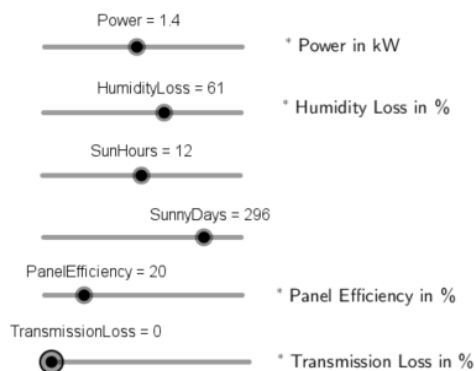 Power = 1.4
* Power in kW
HumidityLoss = 61
* Humidity Loss in %
SunHours = 12
SunnyDays = 296
PanelEfficiency = 20
* Panel Efficiency in %
TransmissionLoss = 0
* Transmission Loss in %